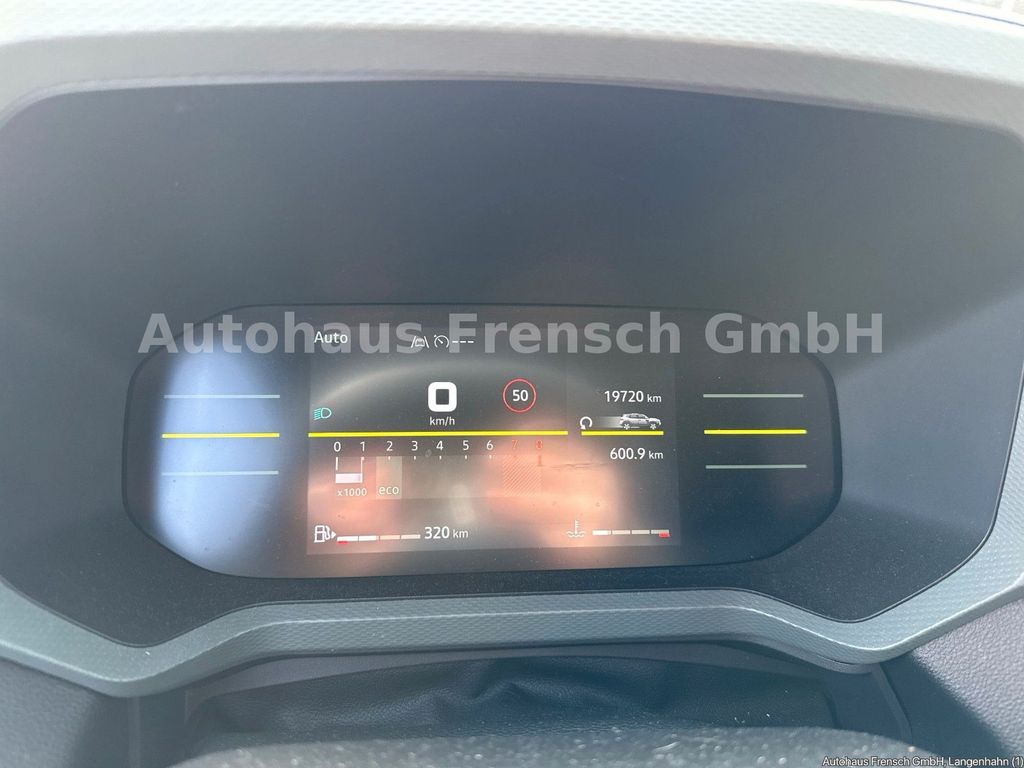 Autohaus Frensch GmbH
Auto
---
0
50
19720 km
km/h
0 1 2 3 4 5 6 7 8
600.9 km
x1000
eco
320 km
Autohaus Frensch GmbH, Langenhahn (1)